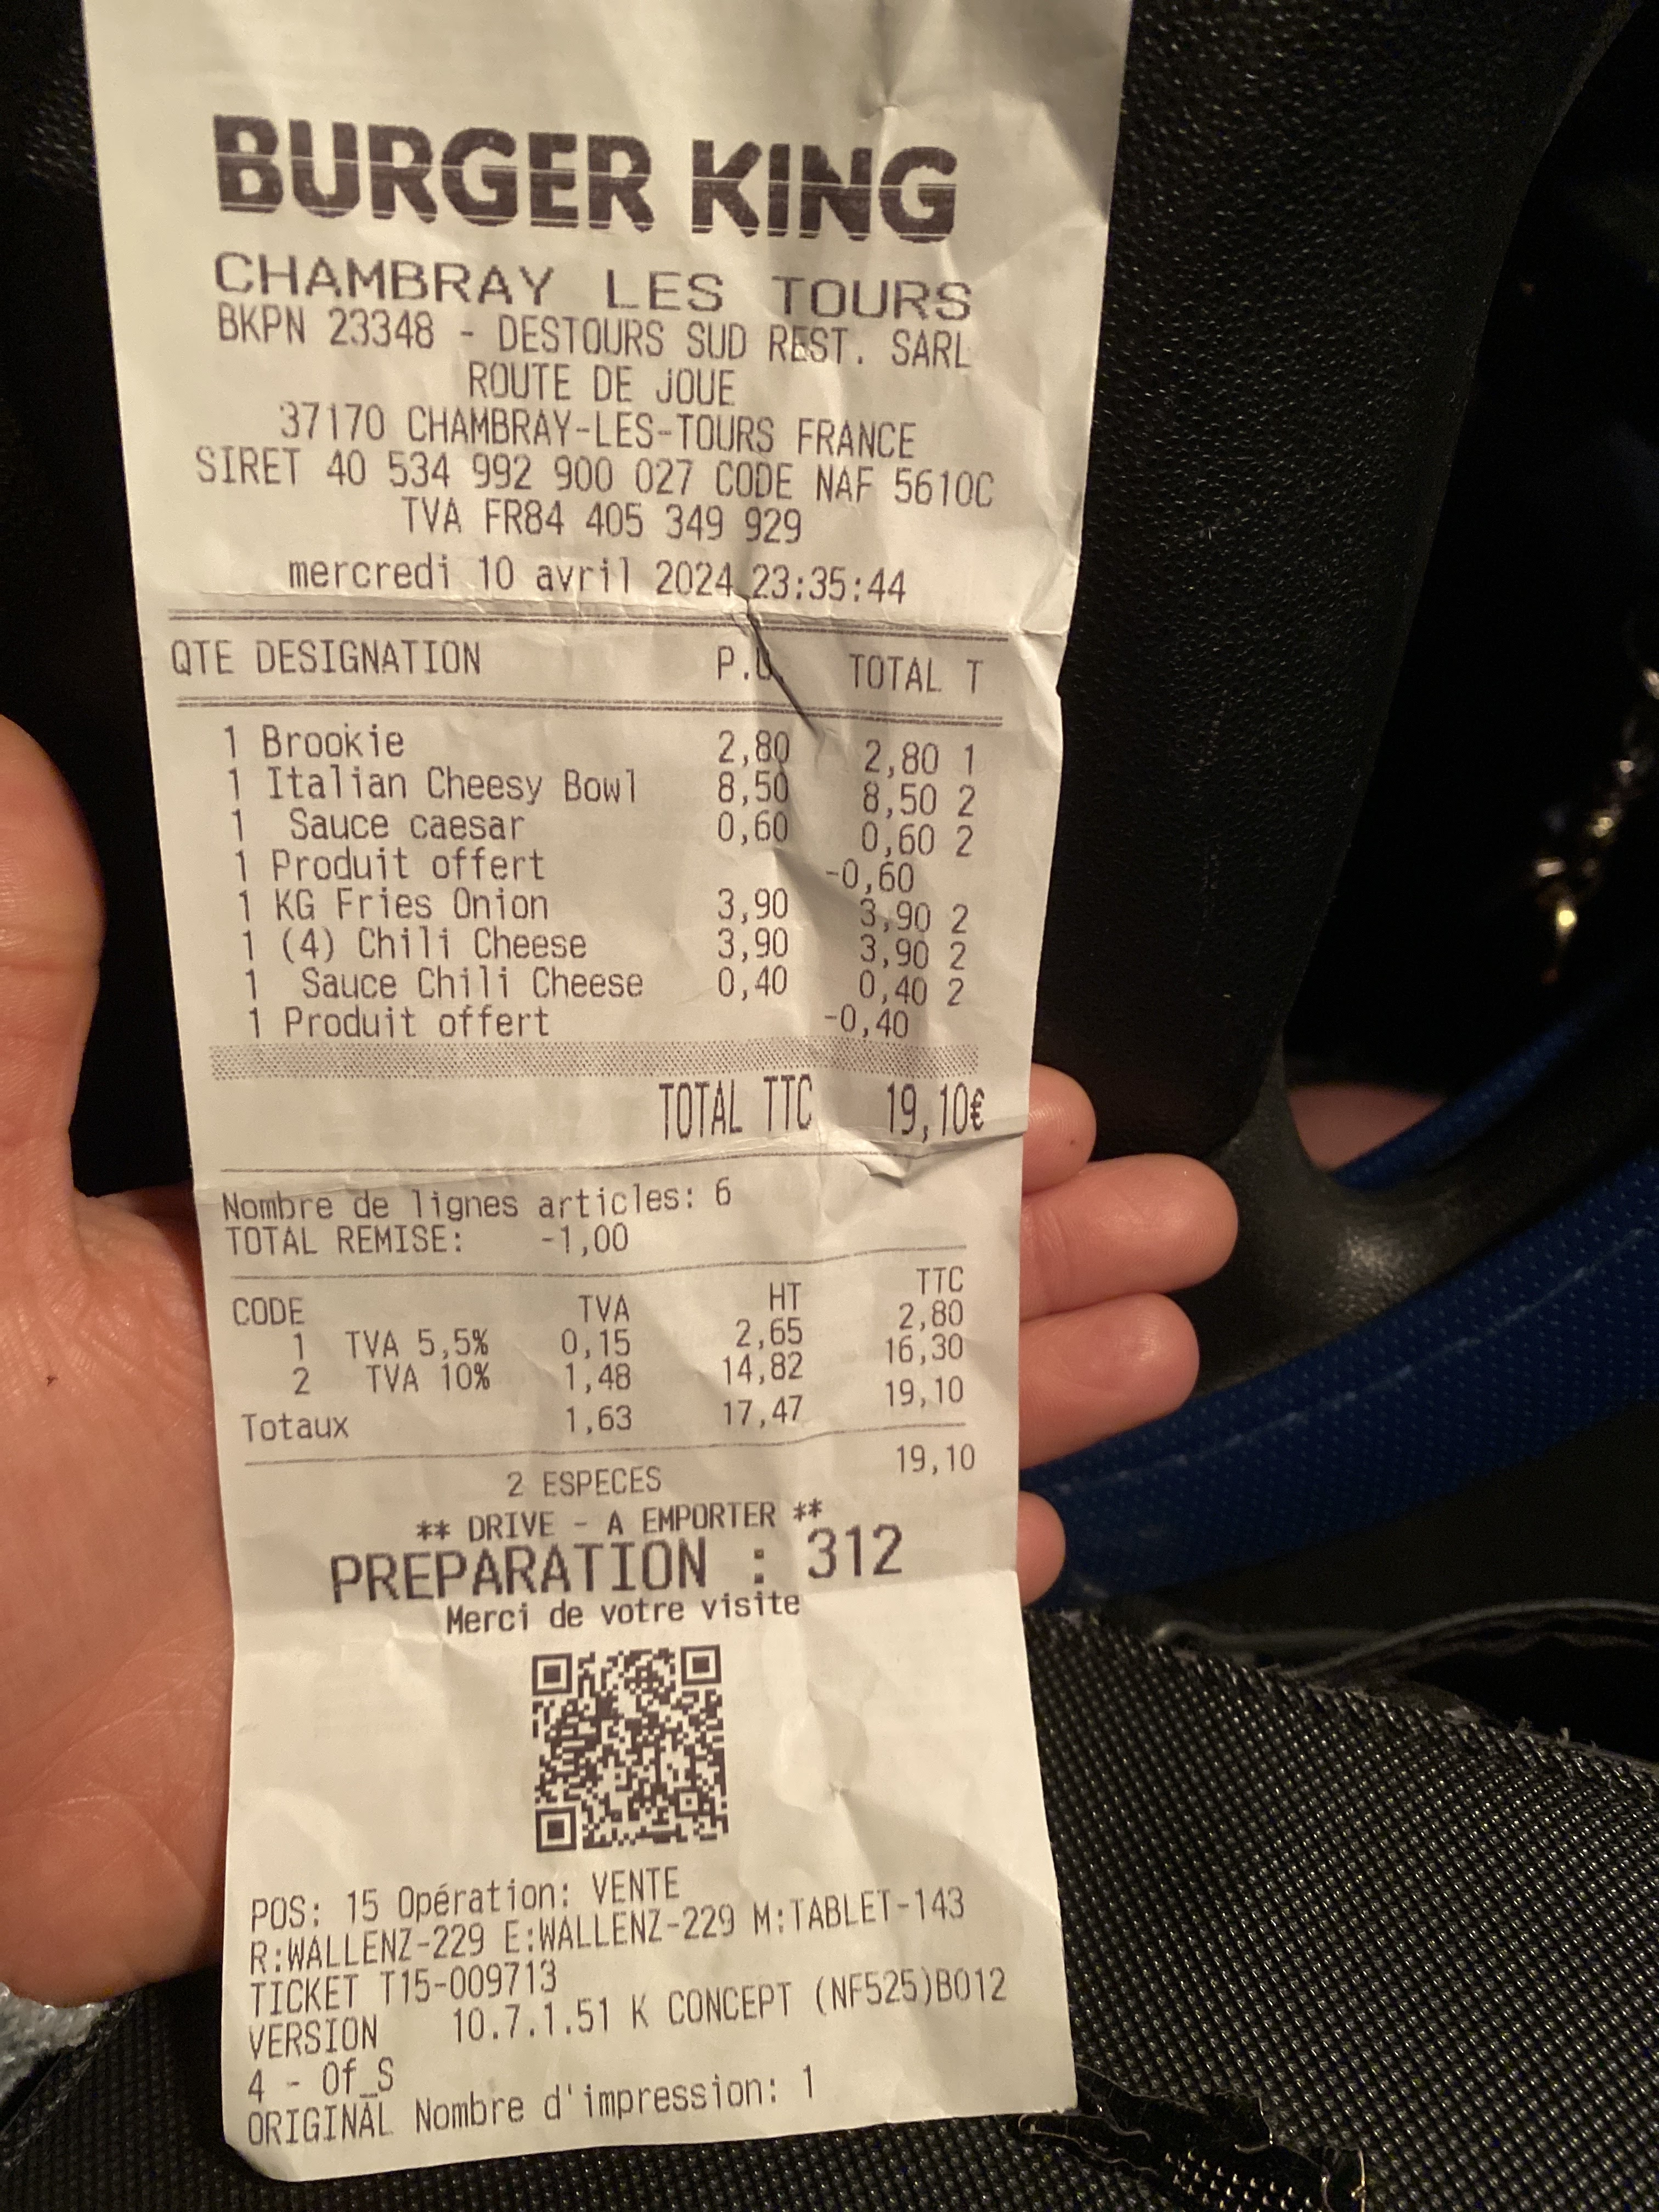 BURGER KING
CHAMBRAY LES TOURS
BKPN 23348 - DESTOURS SUD REST. SARL
ROUTE DE JOUE
37170 CHAMBRAY-LES-TOURS FRANCE
SIRET 40 534 992 900 027 CODE NAF 5610C
TVA FR84 405 349 929
mercredi 10 avril 2024 23:35:44
QTE DESIGNATION P.U. TOTAL T
1 Brookie 2,80 2,80 1
1 Italian Cheesy Bowl 8,50 8,50 2
1 Sauce caesar 0,60 0,60 2
1 Produit offert -0,60
1 KG Fries Onion 3,90 3,90 2
1 (4) Chili Cheese 3,90 3,90 2
1 Sauce Chili Cheese 0,40 0,40 2
1 Produit offert -0,40
TOTAL TTC 19,10€
Nombre de lignes articles: 6
TOTAL REMISE: -1,00
CODE TVA HT TTC
1 TVA 5,5% 0,15 2,65 2,80
2 TVA 10% 1,48 14,82 16,30
Totaux 1,63 17,47 19,10
2 ESPECES 19,10
** DRIVE - A EMPORTER **
PREPARATION : 312
Merci de votre visite
POS: 15 Opération: VENTE
R:WALLENZ-229 E:WALLENZ-229 M:TABLET-143
TICKET T15-009713
VERSION 10.7.1.51 K CONCEPT (NF525)B012
4 - Of_S
ORIGINAL Nombre d'impression: 1